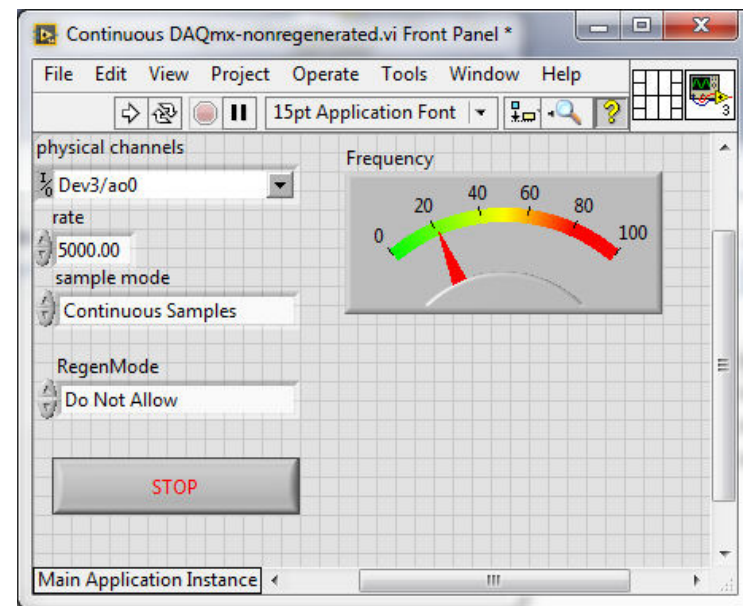 Continuous DAQmx-nonregenerated.vi Front Panel *
File Edit View Project Operate Tools Window Help
15pt Application Font
3
physical channels
I/O Dev3/ao0
rate
5000.00
sample mode
Continuous Samples
RegenMode
Do Not Allow
STOP
Frequency
0 20 40 60 80 100
Main Application Instance